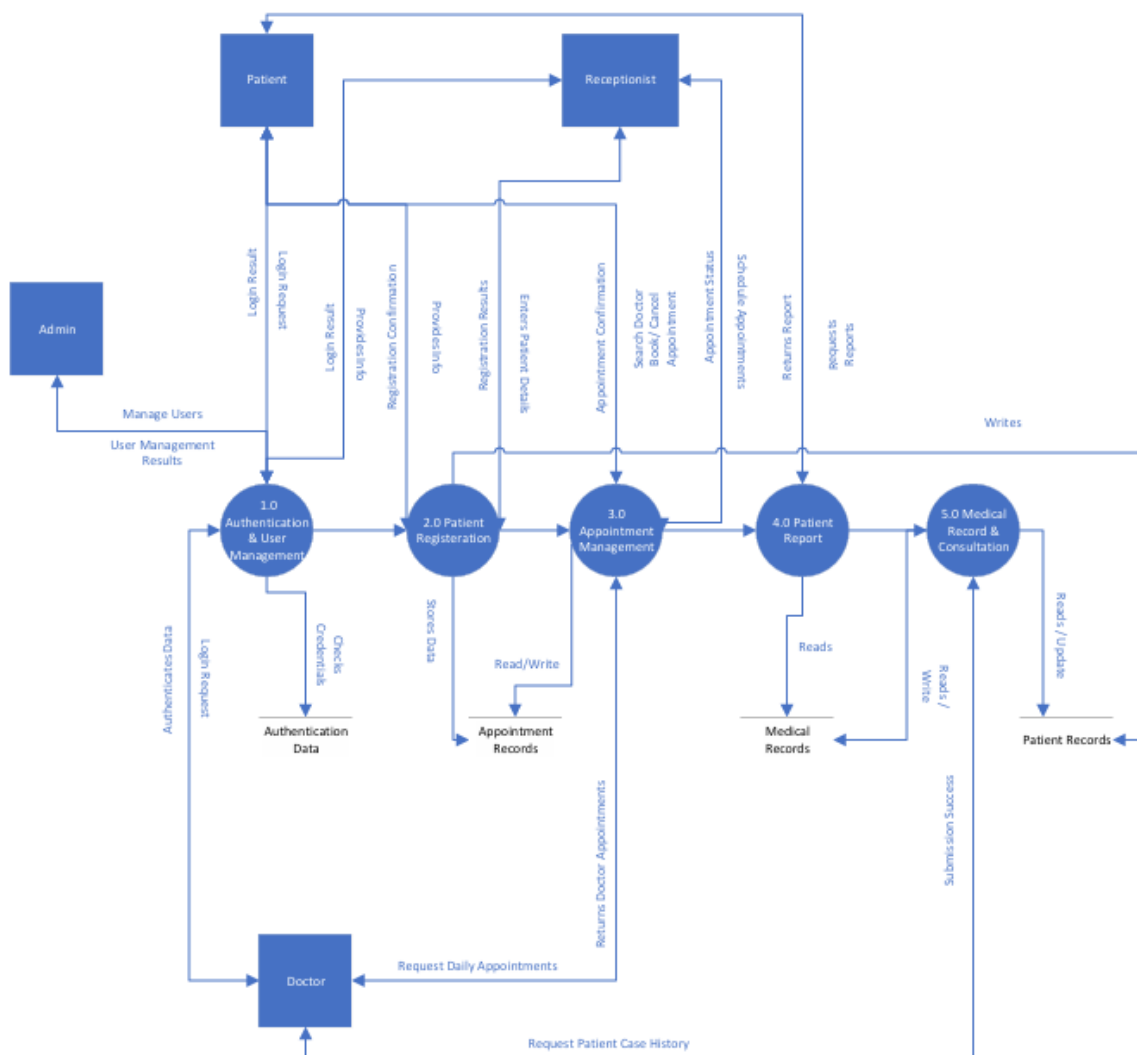 Patient
Receptionist
Admin
Login Result
Login Request
Login Result
Provides Info
Registration Confirmation
Provides Info
Registration Results
Enters Patient Details
Appointment Confirmation
Search Doctor
Book/ Cancel
Appointment
Appointment Status
Schedule Appointments
Returns Report
Requests
Reports
Manage Users
User Management
Results
Writes
1.0
Authentication
& User
Management
2.0 Patient
Registeration
3.0
Appointment
Management
4.0 Patient
Report
5.0 Medical
Record &
Consultation
Authenticates Data
Login Request
Checks
Credentials
Stores Data
Read/Write
Reads
Reads /
Write
Reads / Update
Authentication
Data
Appointment
Records
Medical
Records
Patient Records
Returns Doctor Appointments
Submission Success
Doctor
Request Daily Appointments
Request Patient Case History